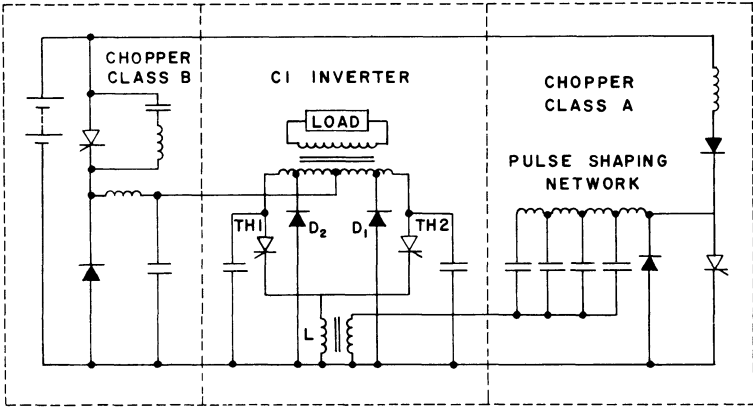 CHOPPER
CLASS B
CI INVERTER
CHOPPER
CLASS A
LOAD
PULSE SHAPING
NETWORK
TH1
D₂
D₁
TH2
L